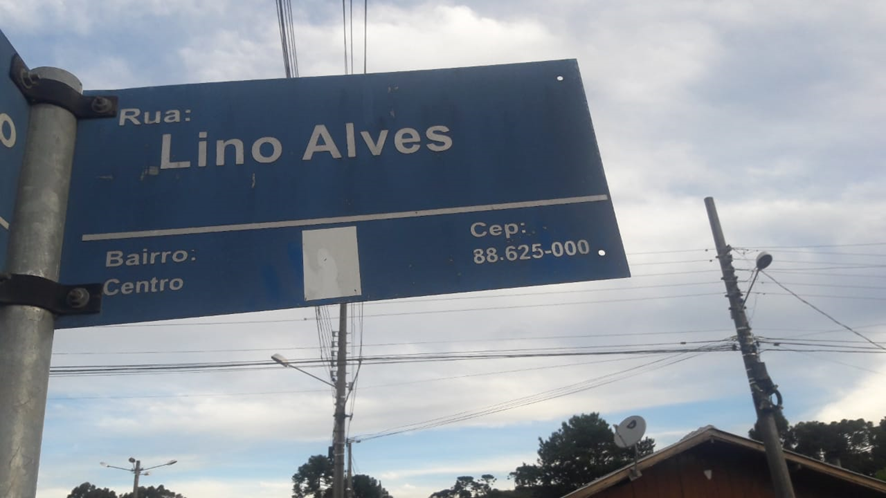 Rua:
Lino Alves
Bairro:
Centro
Cep:
88.625-000